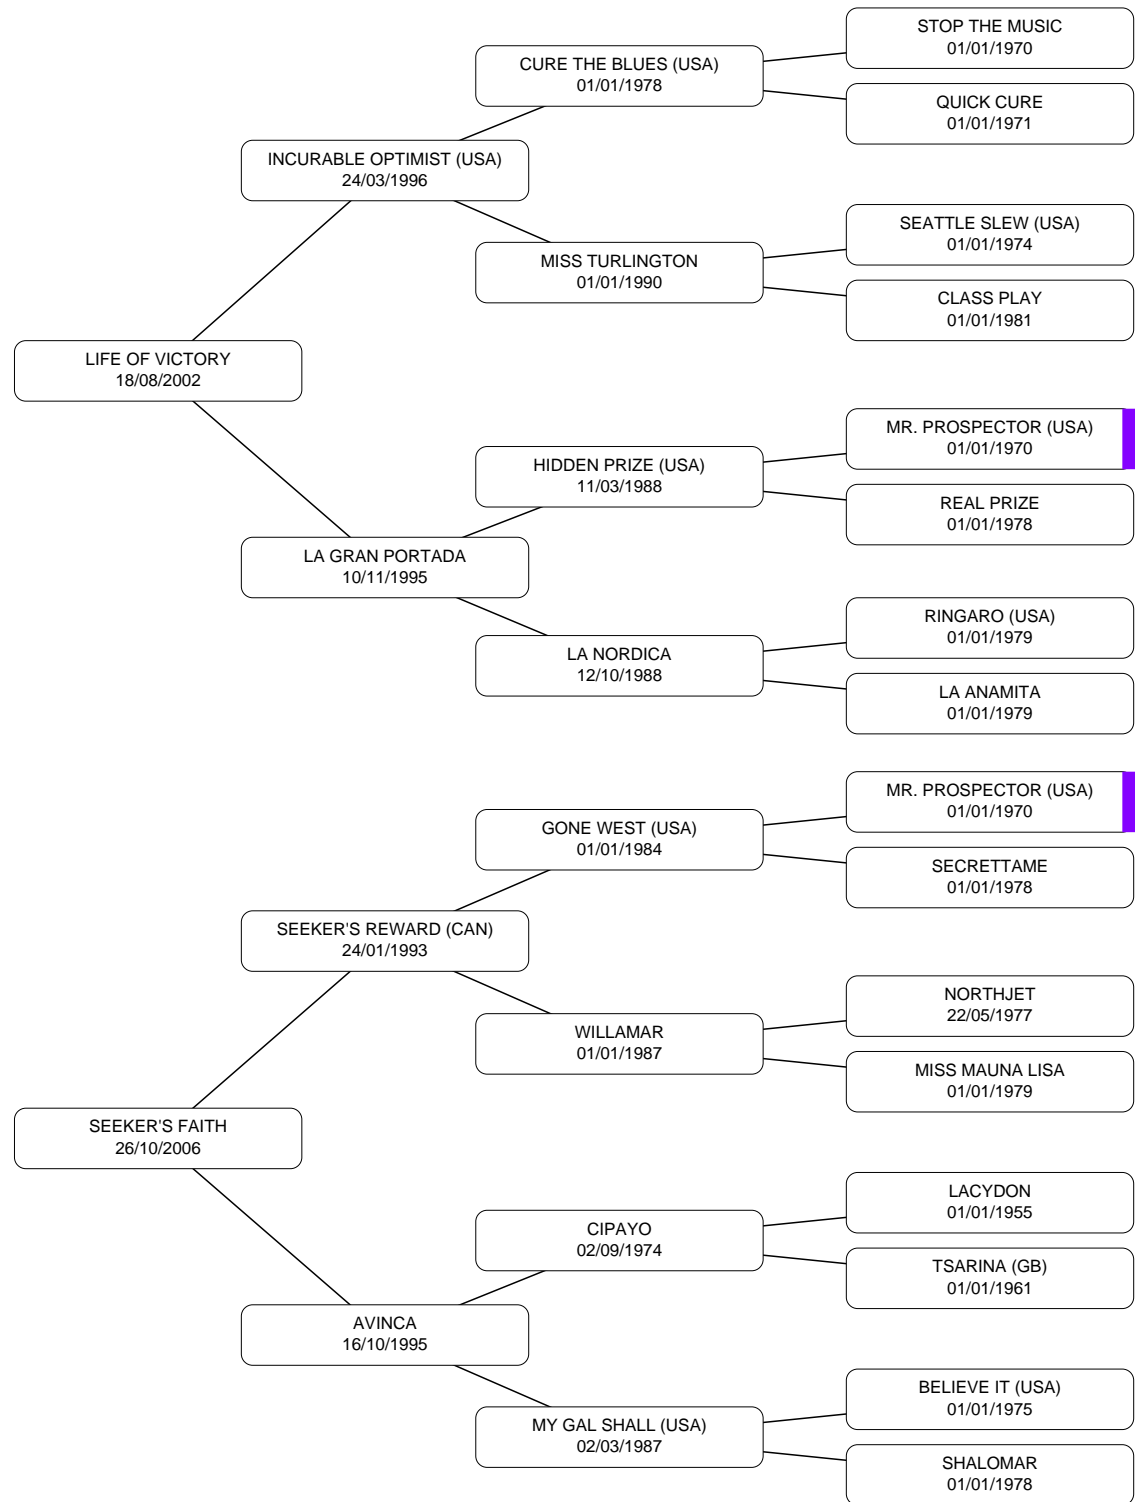 STOP THE MUSIC
01/01/1970
CURE THE BLUES (USA)
01/01/1978
QUICK CURE
01/01/1971
INCURABLE OPTIMIST (USA)
24/03/1996
SEATTLE SLEW (USA)
01/01/1974
MISS TURLINGTON
01/01/1990
CLASS PLAY
01/01/1981
LIFE OF VICTORY
18/08/2002
MR. PROSPECTOR (USA)
01/01/1970
HIDDEN PRIZE (USA)
11/03/1988
REAL PRIZE
01/01/1978
LA GRAN PORTADA
10/11/1995
RINGARO (USA)
01/01/1979
LA NORDICA
12/10/1988
LA ANAMITA
01/01/1979
MR. PROSPECTOR (USA)
01/01/1970
GONE WEST (USA)
01/01/1984
SECRETTAME
01/01/1978
SEEKER'S REWARD (CAN)
24/01/1993
NORTHJET
22/05/1977
WILLAMAR
01/01/1987
MISS MAUNA LISA
01/01/1979
SEEKER'S FAITH
26/10/2006
LACYDON
01/01/1955
CIPAYO
02/09/1974
TSARINA (GB)
01/01/1961
AVINCA
16/10/1995
BELIEVE IT (USA)
01/01/1975
MY GAL SHALL (USA)
02/03/1987
SHALOMAR
01/01/1978